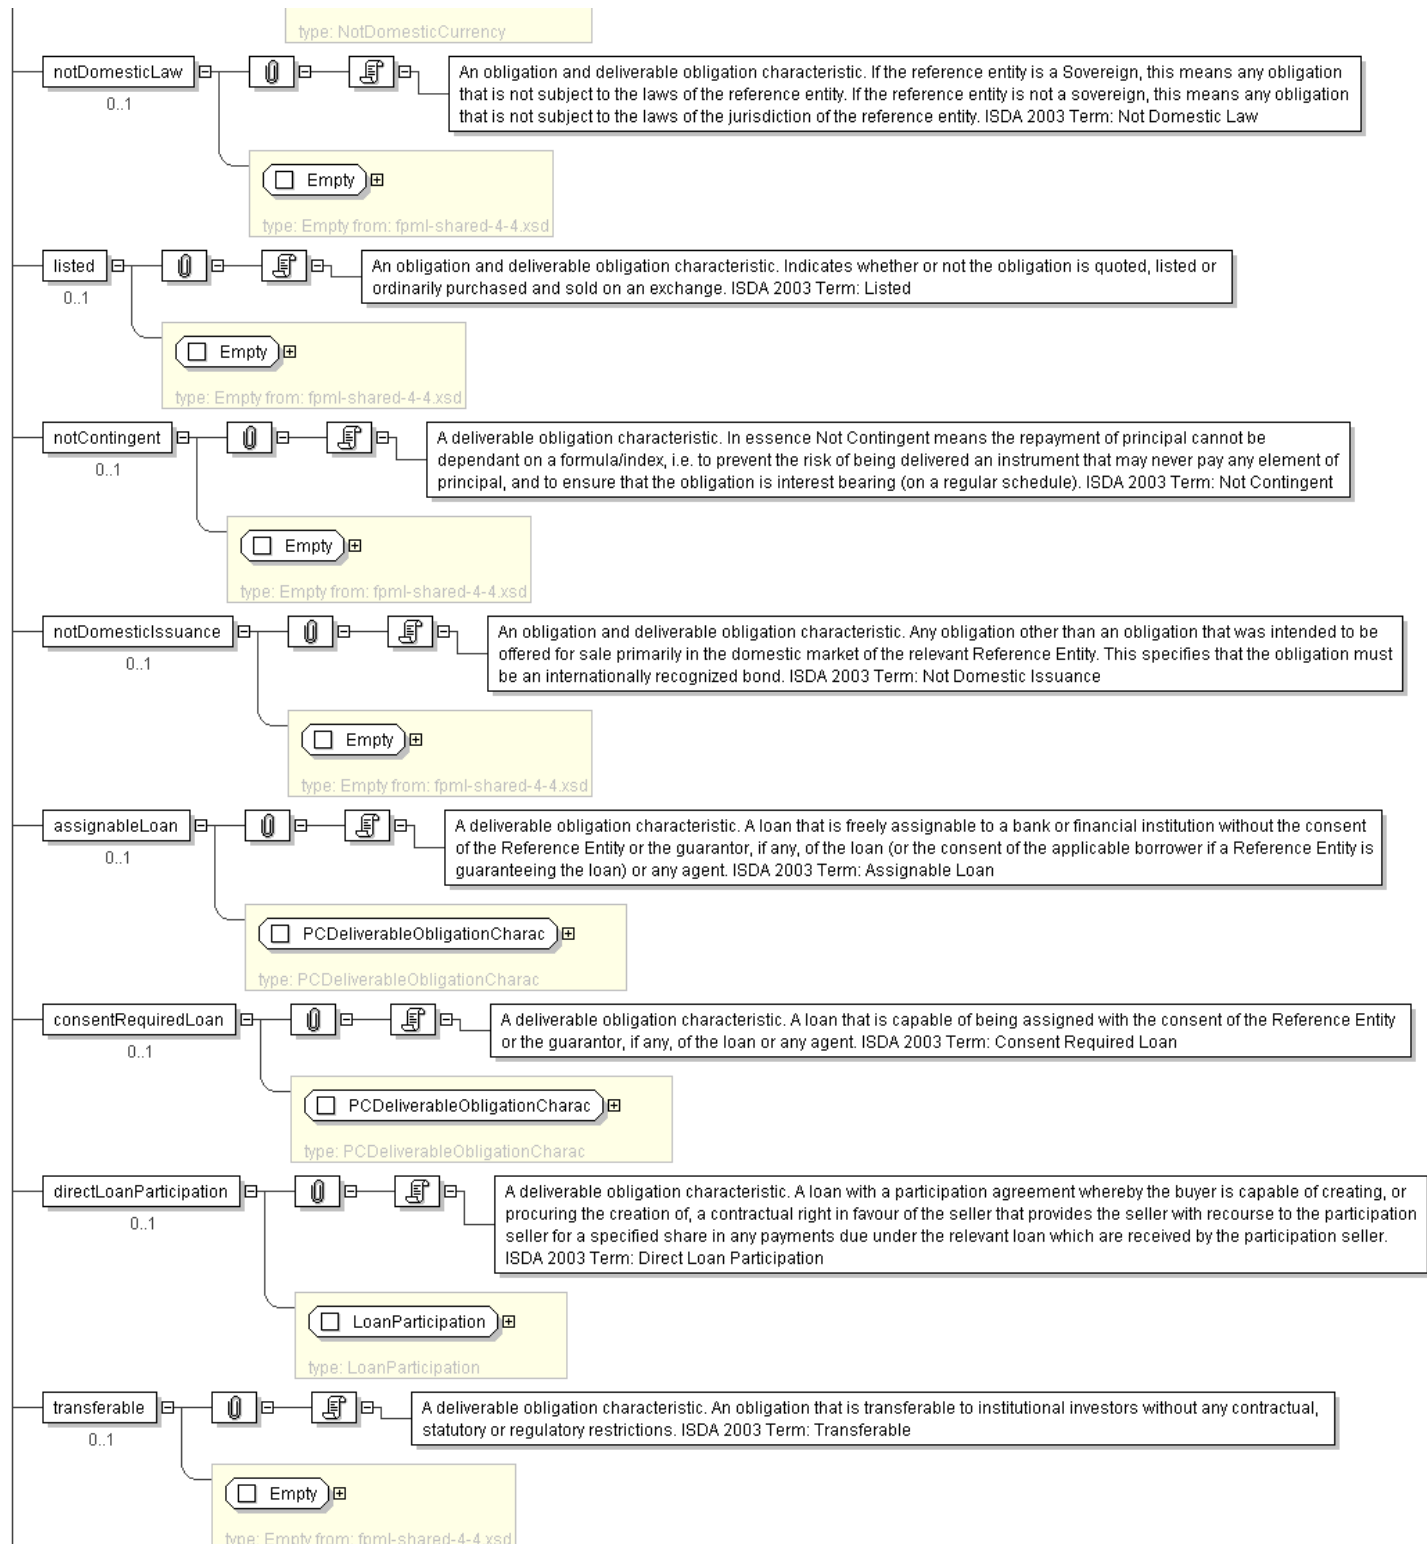 type: NotDomesticCurrency
notDomesticLaw
0..1
An obligation and deliverable obligation characteristic. If the reference entity is a Sovereign, this means any obligation
that is not subject to the laws of the reference entity. If the reference entity is not a sovereign, this means any obligation
that is not subject to the laws of the jurisdiction of the reference entity. ISDA 2003 Term: Not Domestic Law
Empty
type: Empty from: fpml-shared-4-4.xsd
listed
0..1
An obligation and deliverable obligation characteristic. Indicates whether or not the obligation is quoted, listed or
ordinarily purchased and sold on an exchange. ISDA 2003 Term: Listed
Empty
type: Empty from: fpml-shared-4-4.xsd
notContingent
0..1
A deliverable obligation characteristic. In essence Not Contingent means the repayment of principal cannot be
dependant on a formula/index, i.e. to prevent the risk of being delivered an instrument that may never pay any element of
principal, and to ensure that the obligation is interest bearing (on a regular schedule). ISDA 2003 Term: Not Contingent
Empty
type: Empty from: fpml-shared-4-4.xsd
notDomesticIssuance
0..1
An obligation and deliverable obligation characteristic. Any obligation other than an obligation that was intended to be
offered for sale primarily in the domestic market of the relevant Reference Entity. This specifies that the obligation must
be an internationally recognized bond. ISDA 2003 Term: Not Domestic Issuance
Empty
type: Empty from: fpml-shared-4-4.xsd
assignableLoan
0..1
A deliverable obligation characteristic. A loan that is freely assignable to a bank or financial institution without the consent
of the Reference Entity or the guarantor, if any, of the loan (or the consent of the applicable borrower if a Reference Entity is
guaranteeing the loan) or any agent. ISDA 2003 Term: Assignable Loan
PCDeliverableObligationCharac
type: PCDeliverableObligationCharac
consentRequiredLoan
0..1
A deliverable obligation characteristic. A loan that is capable of being assigned with the consent of the Reference Entity
or the guarantor, if any, of the loan or any agent. ISDA 2003 Term: Consent Required Loan
PCDeliverableObligationCharac
type: PCDeliverableObligationCharac
directLoanParticipation
0..1
A deliverable obligation characteristic. A loan with a participation agreement whereby the buyer is capable of creating, or
procuring the creation of, a contractual right in favour of the seller that provides the seller with recourse to the participation
seller for a specified share in any payments due under the relevant loan which are received by the participation seller.
ISDA 2003 Term: Direct Loan Participation
LoanParticipation
type: LoanParticipation
transferable
0..1
A deliverable obligation characteristic. An obligation that is transferable to institutional investors without any contractual,
statutory or regulatory restrictions. ISDA 2003 Term: Transferable
Empty
type: Empty from: fpml-shared-4-4.xsd